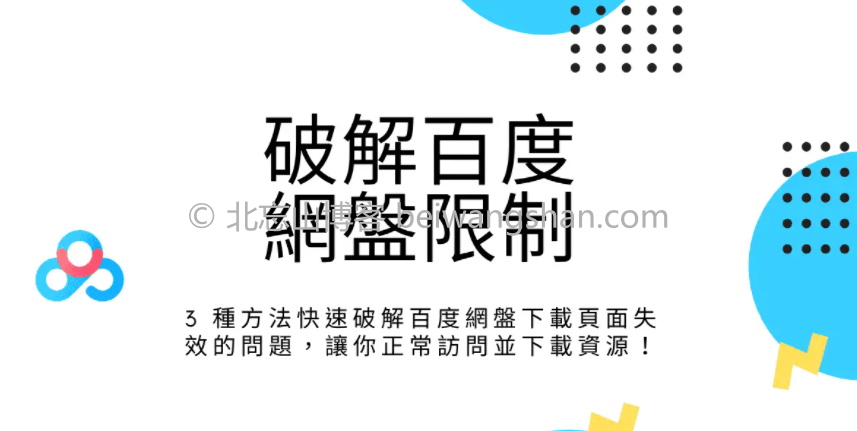 破解百度
網盤限制
© 北忘山博客 beiwangshan.com
3 種方法快速破解百度網盤下載頁面失
效的問題，讓你正常訪問並下載資源！